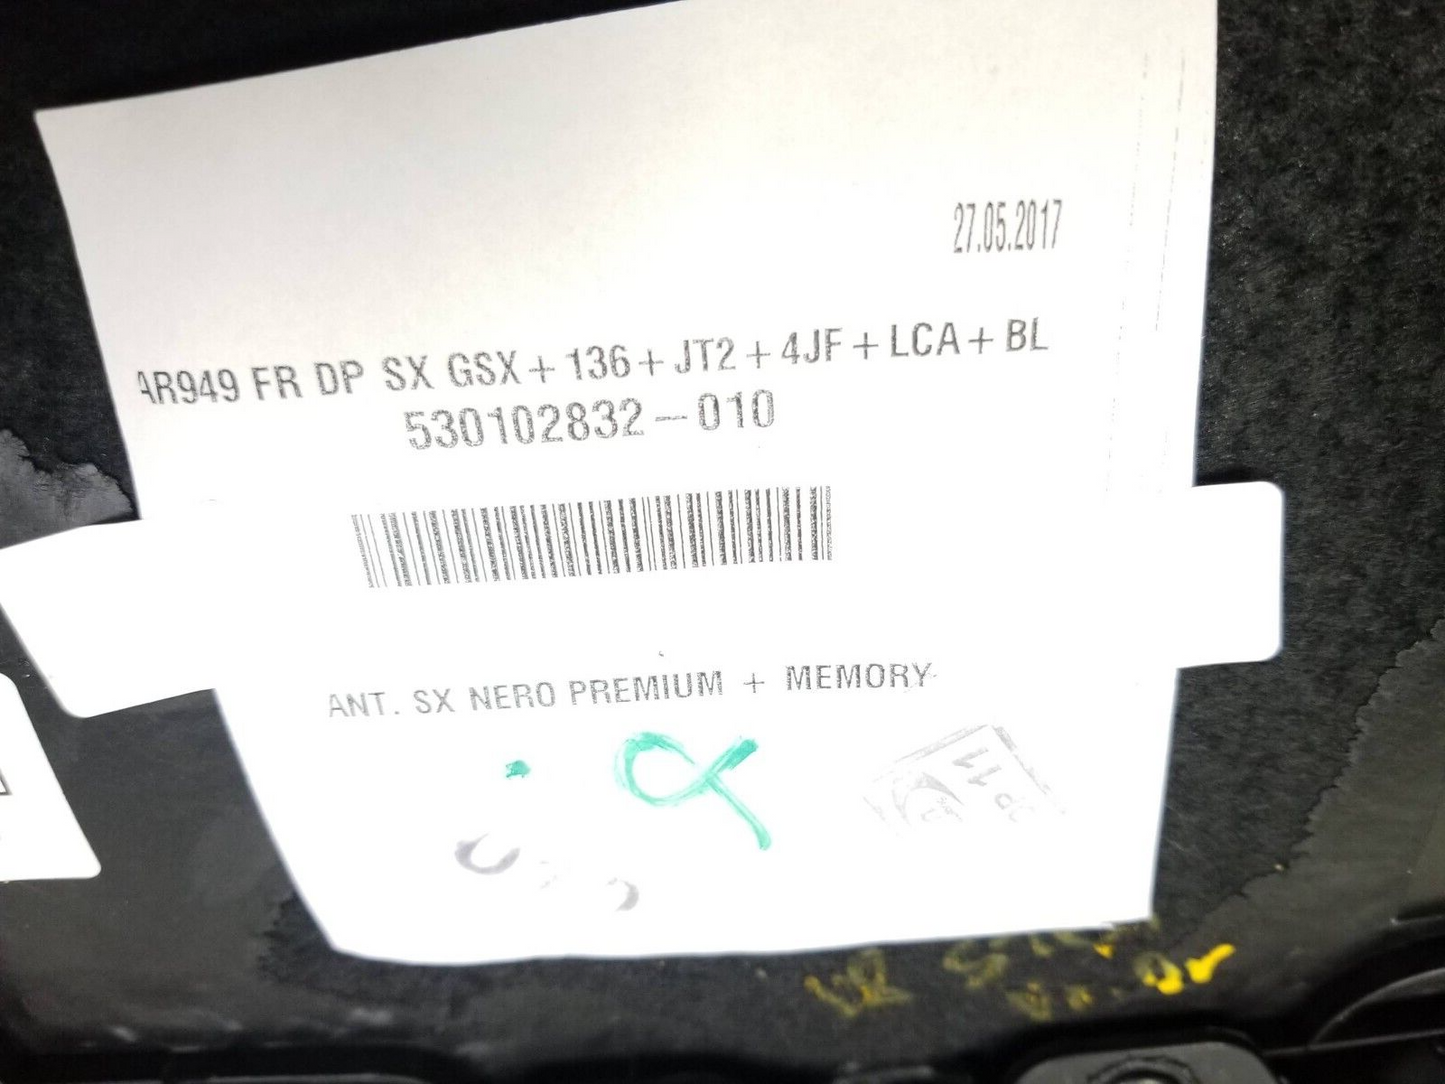 27.05.2017
AR949 FR DP SX GSX+136+JT2+4JF+LCA+BL
530102832-010
ANT. SX NERO PREMIUM + MEMORY
P11